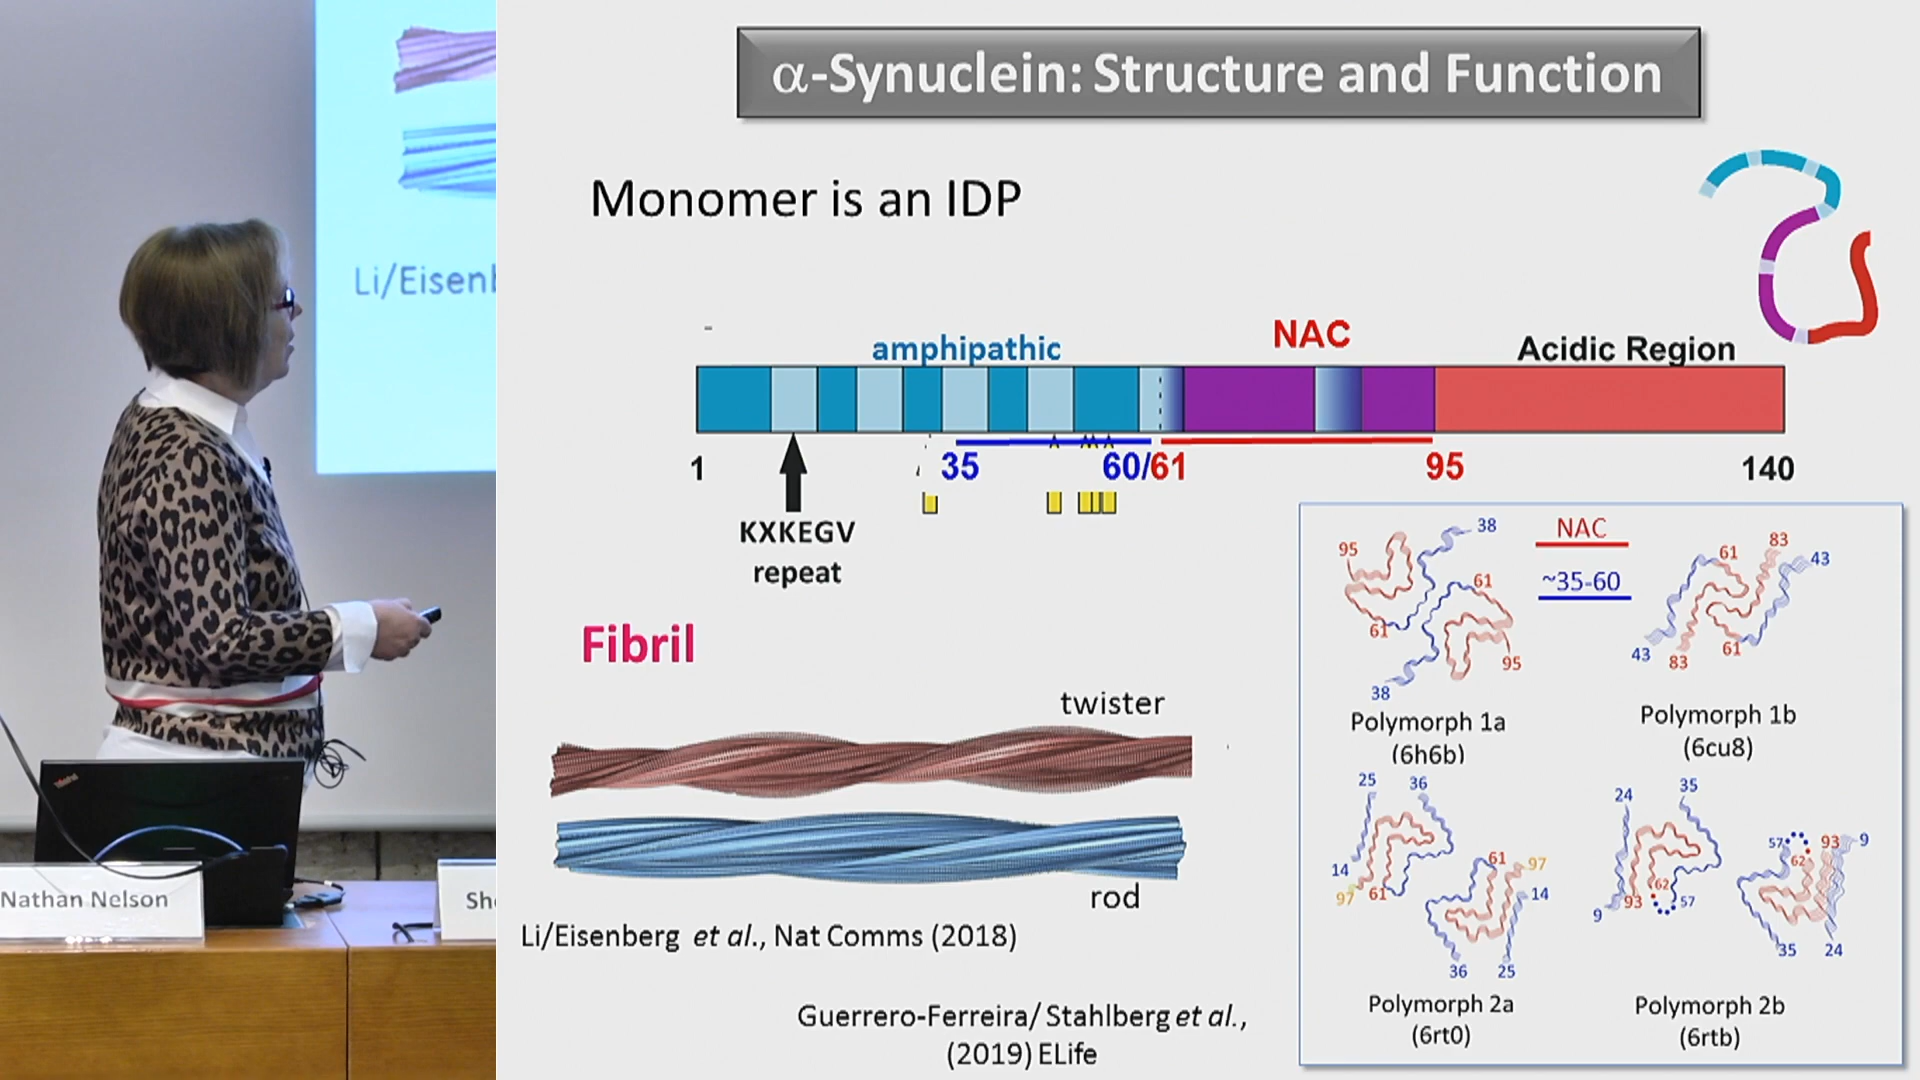 Li/Eisenb
Nathan Nelson
She
α-Synuclein: Structure and Function
Monomer is an IDP
amphipathic
NAC
Acidic Region
1
35
60/61
95
140
KXKEGV
repeat
Fibril
twister
rod
Li/Eisenberg et al., Nat Comms (2018)
Guerrero-Ferreira/ Stahlberg et al.,
(2019) ELife
NAC
~35-60
95
38
61
61
95
38
Polymorph 1a
(6h6b)
61
83
43
43
83
61
Polymorph 1b
(6cu8)
25
36
14
97
61
61
97
14
36
25
Polymorph 2a
(6rt0)
24
35
57
93
9
62
62
9
93
57
35
24
Polymorph 2b
(6rtb)